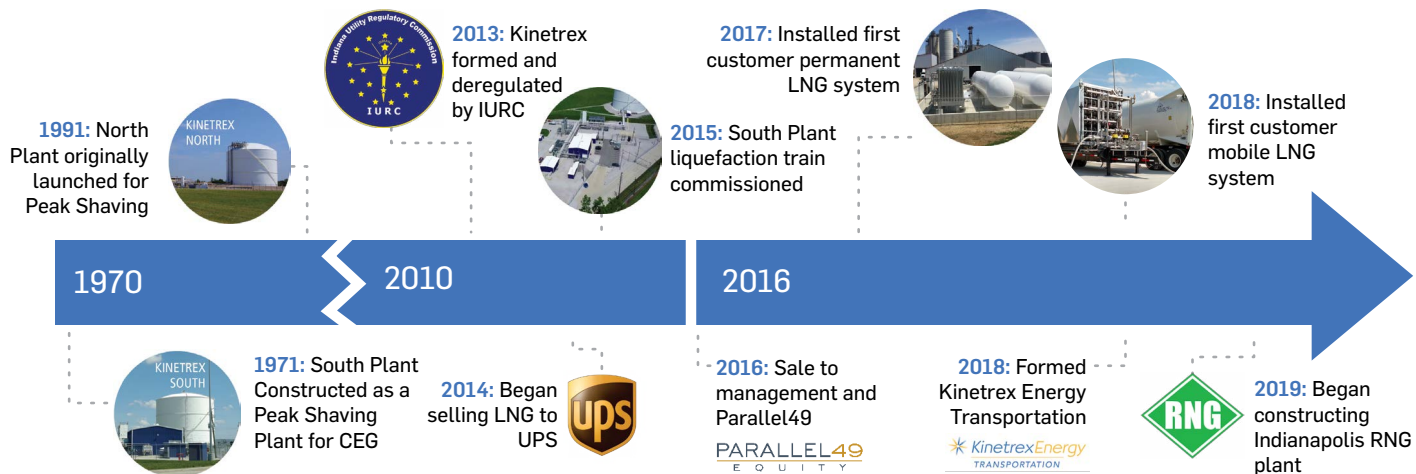 1991: North
Plant originally
launched for
Peak Shaving
KINETREX
NORTH
Indiana Utility Regulatory Commission
IURC
2013: Kinetrex
formed and
deregulated
by IURC
2015: South Plant
liquefaction train
commissioned
2017: Installed first
customer permanent
LNG system
2018: Installed
first customer
mobile LNG
system
1970
2010
2016
KINETREX
SOUTH
1971: South Plant
Constructed as a
Peak Shaving
Plant for CEG
2014: Began
selling LNG to
UPS
ups
2016: Sale to
management and
Parallel49
PARALLEL49
EQUITY
2018: Formed
Kinetrex Energy
Transportation
KinetrexEnergy
TRANSPORTATION
RNG
2019: Began
constructing
Indianapolis RNG
plant